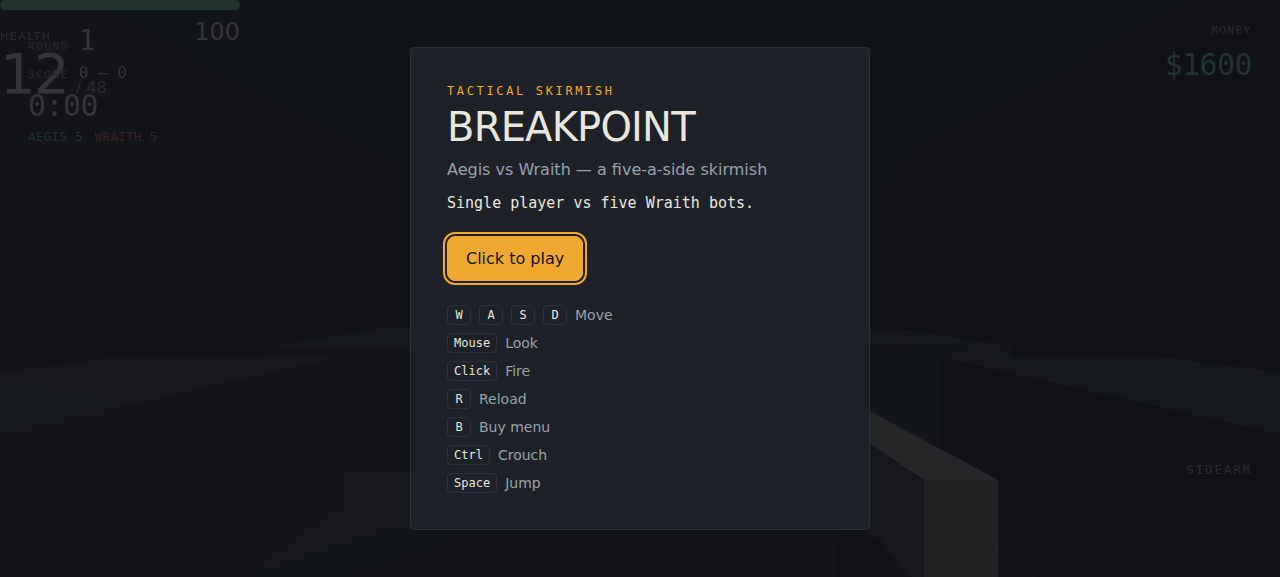 HEALTH
100
ROUND 1
12 / 48
SCORE 0 — 0
0:00
AEGIS 5 WRAITH 5
MONEY
$1600
TACTICAL SKIRMISH
BREAKPOINT
Aegis vs Wraith — a five-a-side skirmish
Single player vs five Wraith bots.
Click to play
W A S D Move
Mouse Look
Click Fire
R Reload
B Buy menu
Ctrl Crouch
Space Jump
SIDEARM